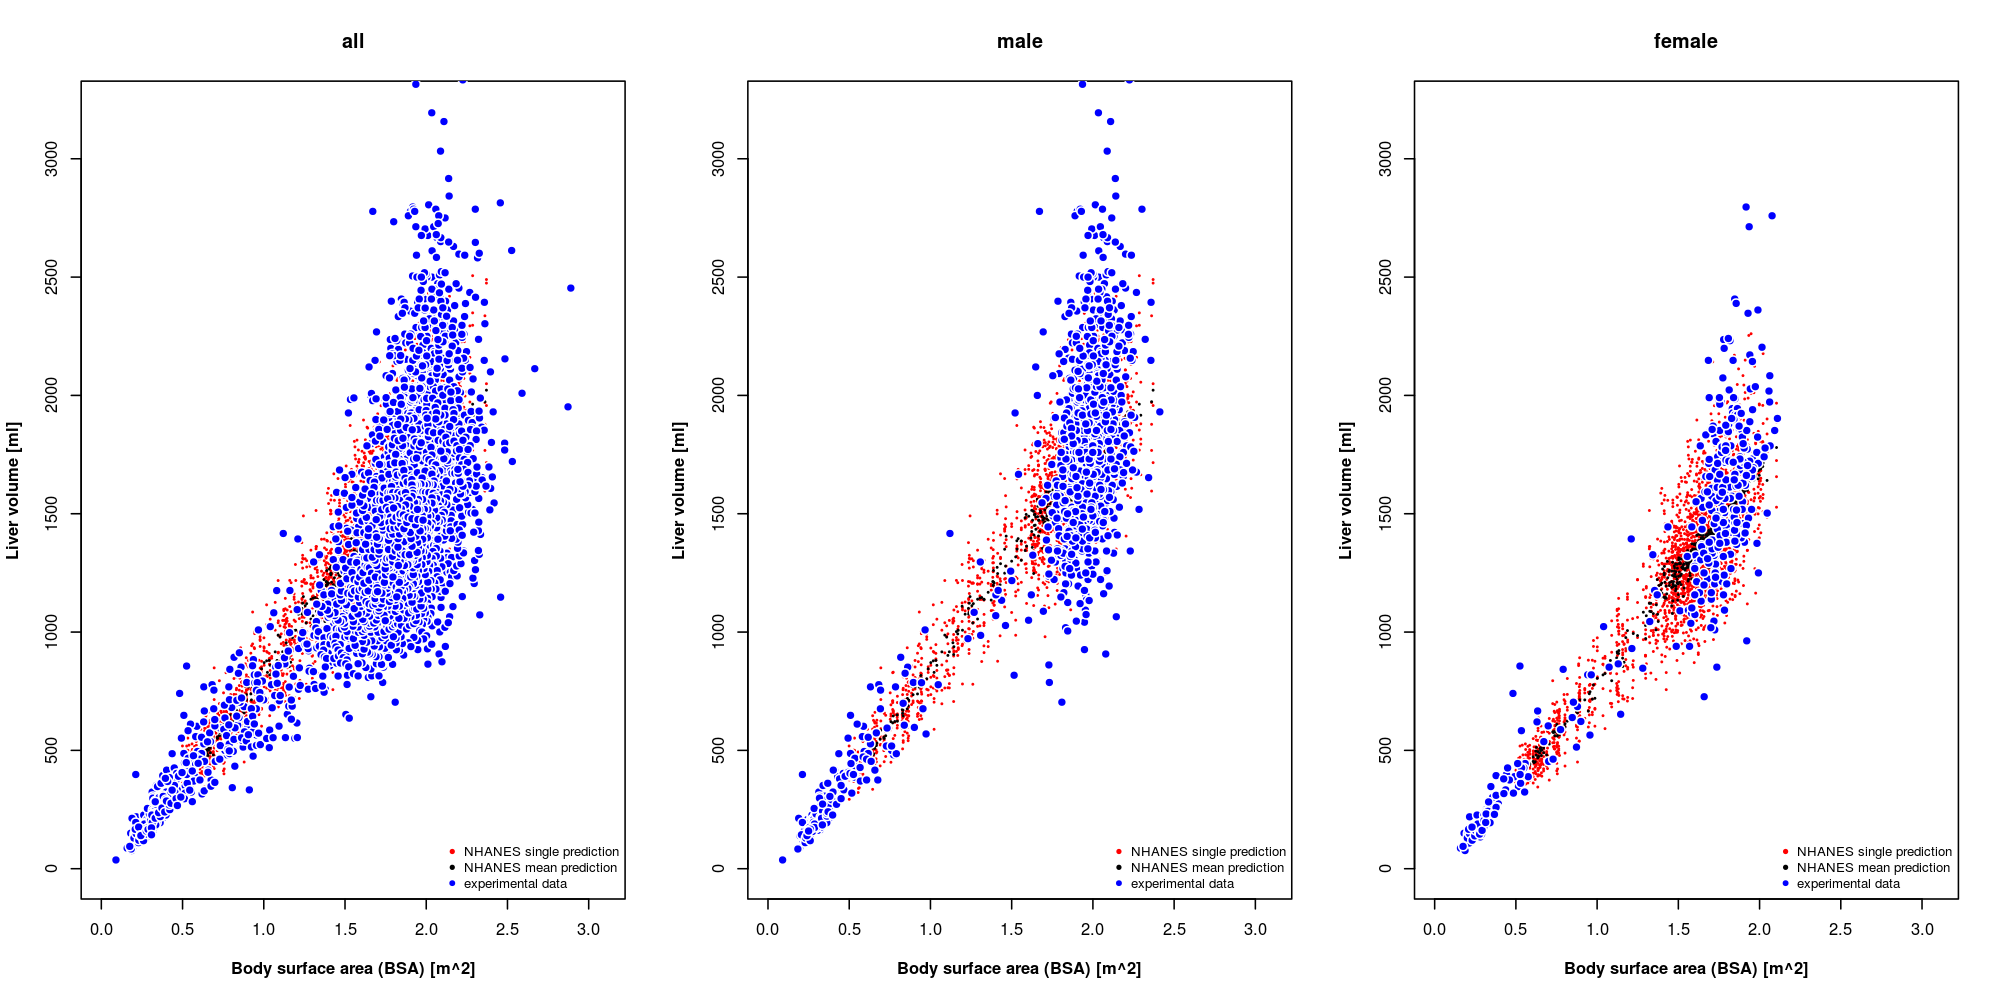 all
Liver volume [ml]
3000
2500
2000
1500
1000
500
0
NHANES single prediction
NHANES mean prediction
experimental data
0.0 0.5 1.0 1.5 2.0 2.5 3.0
Body surface area (BSA) [m^2]
male
Liver volume [ml]
3000
2500
2000
1500
1000
500
0
NHANES single prediction
NHANES mean prediction
experimental data
0.0 0.5 1.0 1.5 2.0 2.5 3.0
Body surface area (BSA) [m^2]
female
Liver volume [ml]
3000
2500
2000
1500
1000
500
0
NHANES single prediction
NHANES mean prediction
experimental data
0.0 0.5 1.0 1.5 2.0 2.5 3.0
Body surface area (BSA) [m^2]